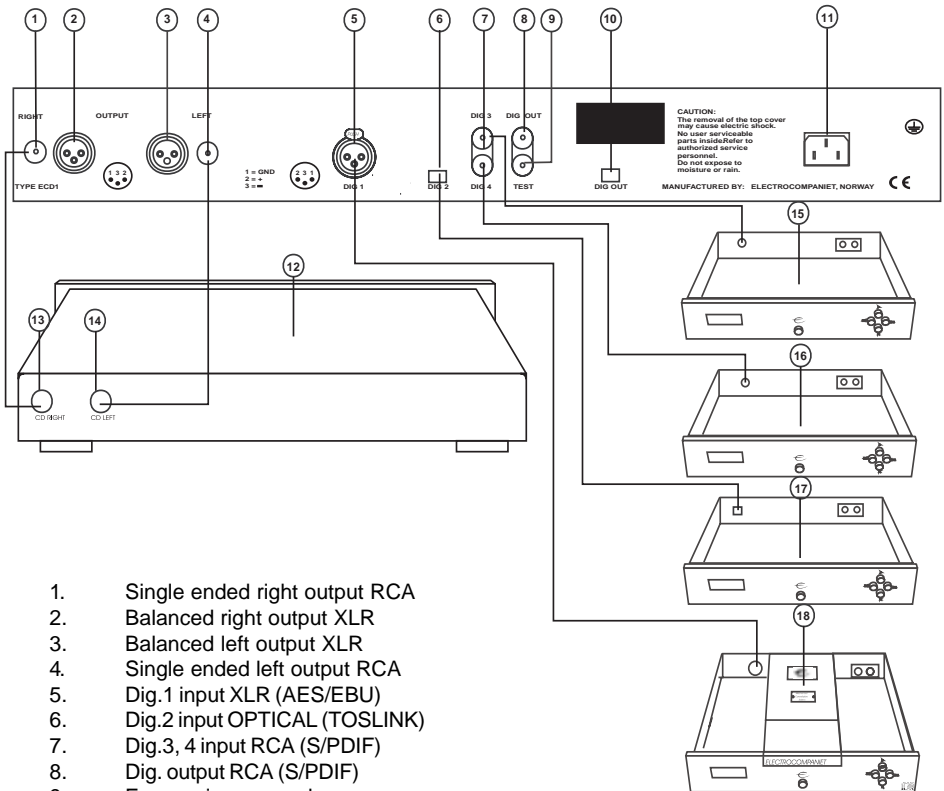 1 2 3 4 5 6 7 8 9 10 11
RIGHT OUTPUT LEFT DIG 3 DIG OUT
CAUTION:
The removal of the top cover
may cause electric shock.
No user serviceable
parts inside.Refer to
authorized service
personnel.
Do not expose to
moisture or rain.
1 3 2
1 = GND
2 = +
3 = -
2 3 1
TYPE ECD1 DIG 1 DIG 2 DIG 4 TEST DIG OUT MANUFACTURED BY: ELECTROCOMPANIET, NORWAY CE
15
12
13 14
16
CD RIGHT CD LEFT
17
18
ELECTROCOMPANIET
1. Single ended right output RCA
2. Balanced right output XLR
3. Balanced left output XLR
4. Single ended left output RCA
5. Dig.1 input XLR (AES/EBU)
6. Dig.2 input OPTICAL (TOSLINK)
7. Dig.3, 4 input RCA (S/PDIF)
8. Dig. output RCA (S/PDIF)